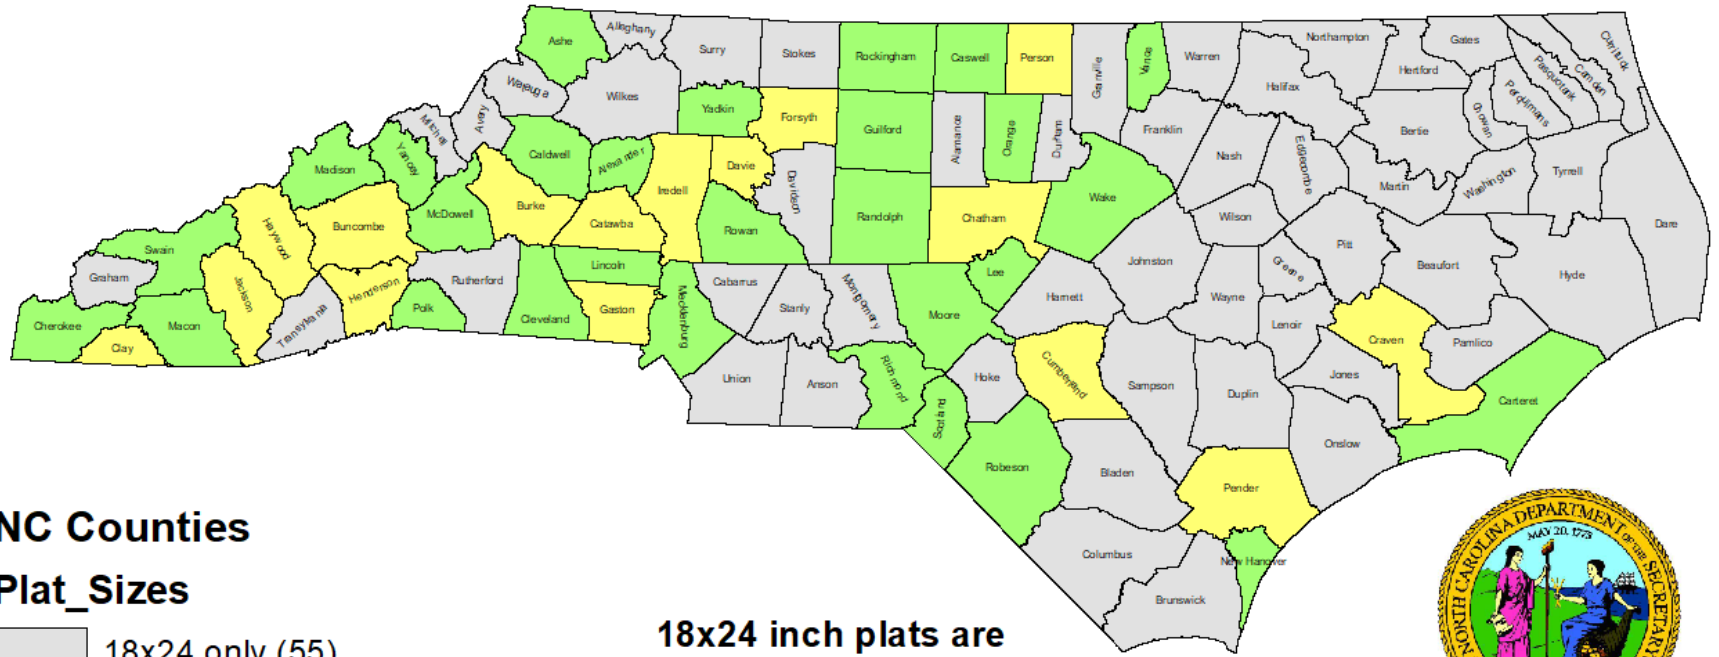 Ashe
Alleghany
Surry
Stokes
Rockingham
Caswell
Person
Granville
Vance
Warren
Northampton
Gates
Hertford
Halifax
Currituck
Camden
Pasquotank
Perquimans
Chowan
Bertie
Watauga
Wilkes
Yadkin
Forsyth
Guilford
Alamance
Orange
Durham
Franklin
Nash
Edgecombe
Martin
Washington
Tyrrell
Dare
Mitchell
Avery
Yancey
Madison
Caldwell
Alexander
Iredell
Davie
Davidson
Randolph
Chatham
Wake
Wilson
Pitt
Beaufort
Hyde
Haywood
Buncombe
McDowell
Burke
Catawba
Rowan
Swain
Graham
Cherokee
Clay
Macon
Jackson
Transylvania
Henderson
Polk
Rutherford
Cleveland
Lincoln
Gaston
Mecklenburg
Cabarrus
Stanly
Montgomery
Moore
Lee
Harnett
Johnston
Wayne
Greene
Lenoir
Craven
Pamlico
Jones
Carteret
Union
Anson
Richmond
Scotland
Hoke
Cumberland
Sampson
Duplin
Onslow
Robeson
Bladen
Pender
Columbus
Brunswick
New Hanover
NC Counties
Plat_Sizes
18x24 only (55)
18x24 inch plats are
NORTH CAROLINA DEPARTMENT OF THE SECRETARY
MAY 20, 1775